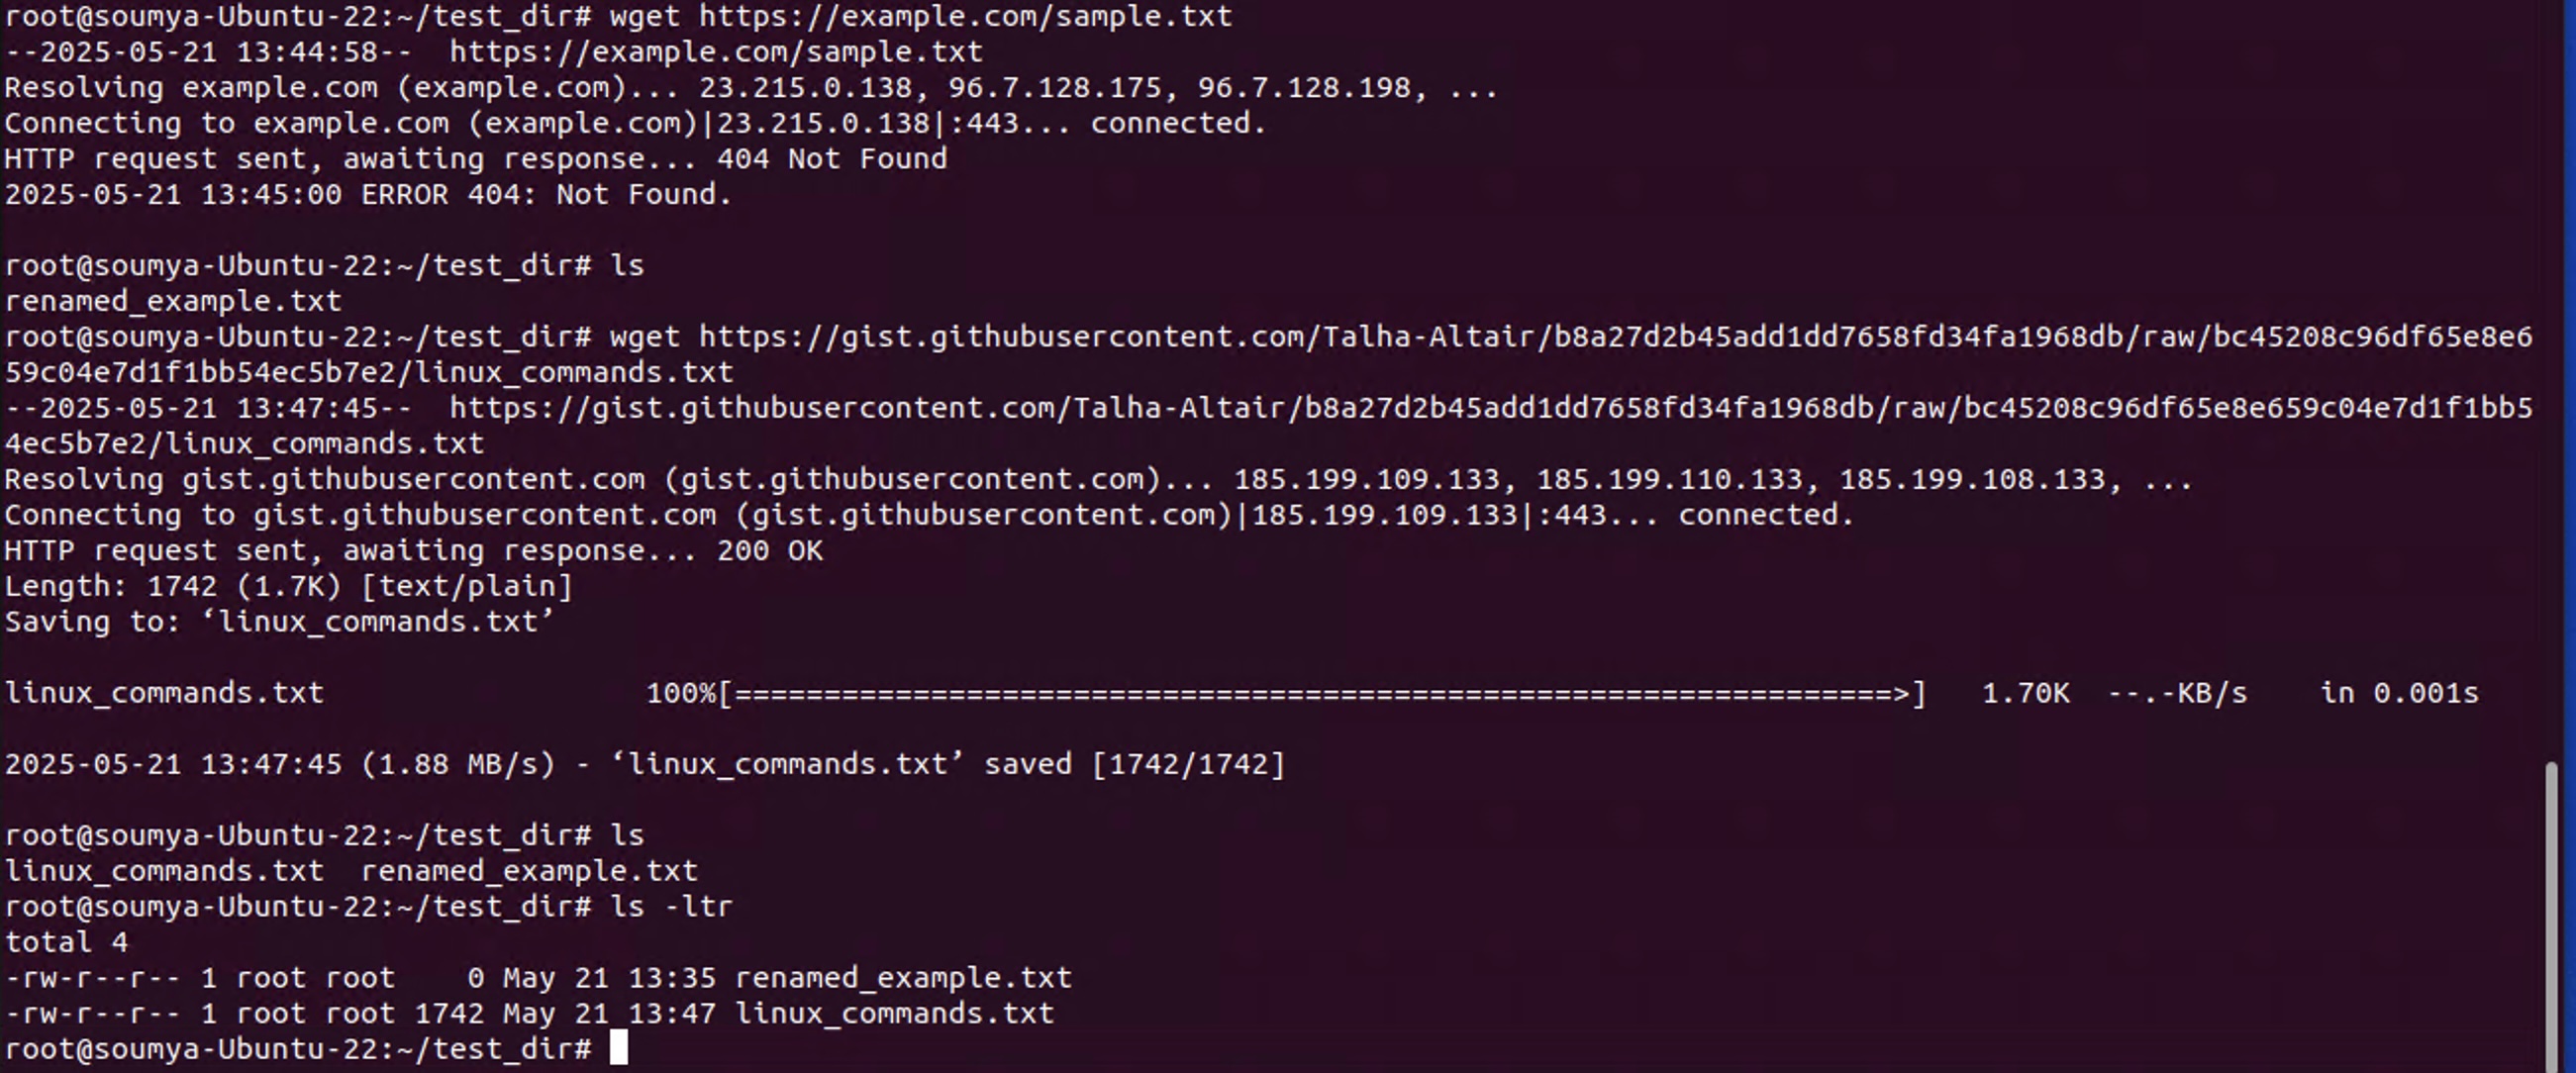 root@soumya-Ubuntu-22:~/test_dir# wget https://example.com/sample.txt
--2025-05-21 13:44:58--  https://example.com/sample.txt
Resolving example.com (example.com)... 23.215.0.138, 96.7.128.175, 96.7.128.198, ...
Connecting to example.com (example.com)|23.215.0.138|:443... connected.
HTTP request sent, awaiting response... 404 Not Found
2025-05-21 13:45:00 ERROR 404: Not Found.

root@soumya-Ubuntu-22:~/test_dir# ls
renamed_example.txt
root@soumya-Ubuntu-22:~/test_dir# wget https://gist.githubusercontent.com/Talha-Altair/b8a27d2b45add1dd7658fd34fa1968db/raw/bc45208c96df65e8e6
59c04e7d1f1bb54ec5b7e2/linux_commands.txt
--2025-05-21 13:47:45--  https://gist.githubusercontent.com/Talha-Altair/b8a27d2b45add1dd7658fd34fa1968db/raw/bc45208c96df65e8e659c04e7d1f1bb5
4ec5b7e2/linux_commands.txt
Resolving gist.githubusercontent.com (gist.githubusercontent.com)... 185.199.109.133, 185.199.110.133, 185.199.108.133, ...
Connecting to gist.githubusercontent.com (gist.githubusercontent.com)|185.199.109.133|:443... connected.
HTTP request sent, awaiting response... 200 OK
Length: 1742 (1.7K) [text/plain]
Saving to: ‘linux_commands.txt’

linux_commands.txt                  100%[=================================================================>]   1.70K  --.-KB/s    in 0.001s

2025-05-21 13:47:45 (1.88 MB/s) - ‘linux_commands.txt’ saved [1742/1742]

root@soumya-Ubuntu-22:~/test_dir# ls
linux_commands.txt  renamed_example.txt
root@soumya-Ubuntu-22:~/test_dir# ls -ltr
total 4
-rw-r--r-- 1 root root    0 May 21 13:35 renamed_example.txt
-rw-r--r-- 1 root root 1742 May 21 13:47 linux_commands.txt
root@soumya-Ubuntu-22:~/test_dir#